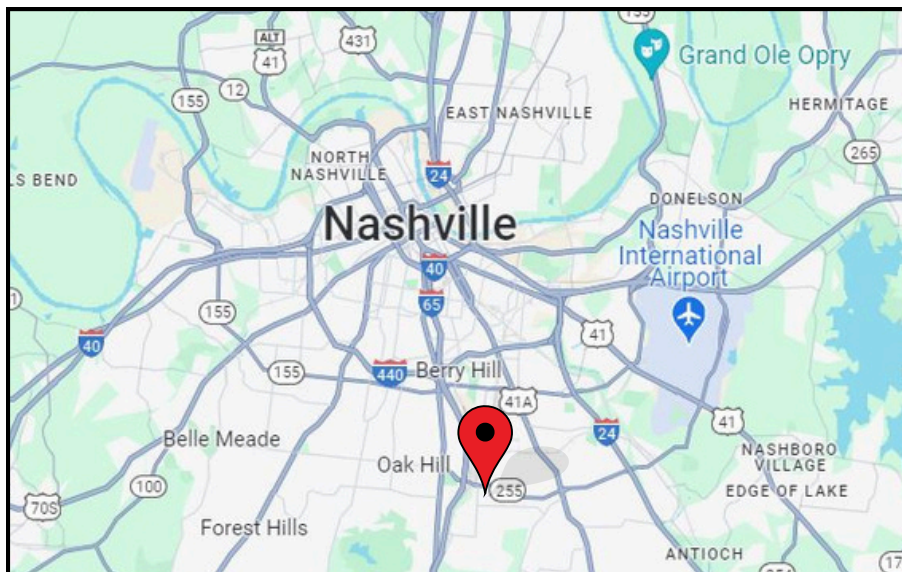 155
ALT
41
431
Grand Ole Opry
12
155
EAST NASHVILLE
HERMITAGE
265
NORTH
NASHVILLE
24
LS BEND
DONELSON
Nashville
Nashville
International
Airport
40
65
155
41
40
440
Berry Hill
155
41A
24
41
Belle Meade
Oak Hill
NASHBORO
VILLAGE
100
255
EDGE OF LAKE
70S
Forest Hills
ANTIOCH